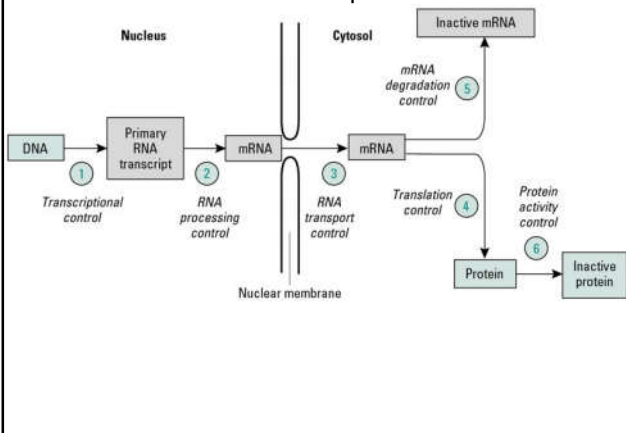 Nucleus
Cytosol
Inactive mRNA
mRNA
degradation
control
5
DNA
Primary
RNA
transcript
mRNA
mRNA
1
2
3
Transcriptional
control
RNA
processing
control
RNA
transport
control
Translation
control
4
Protein
activity
control
6
Protein
Inactive
protein
Nuclear membrane